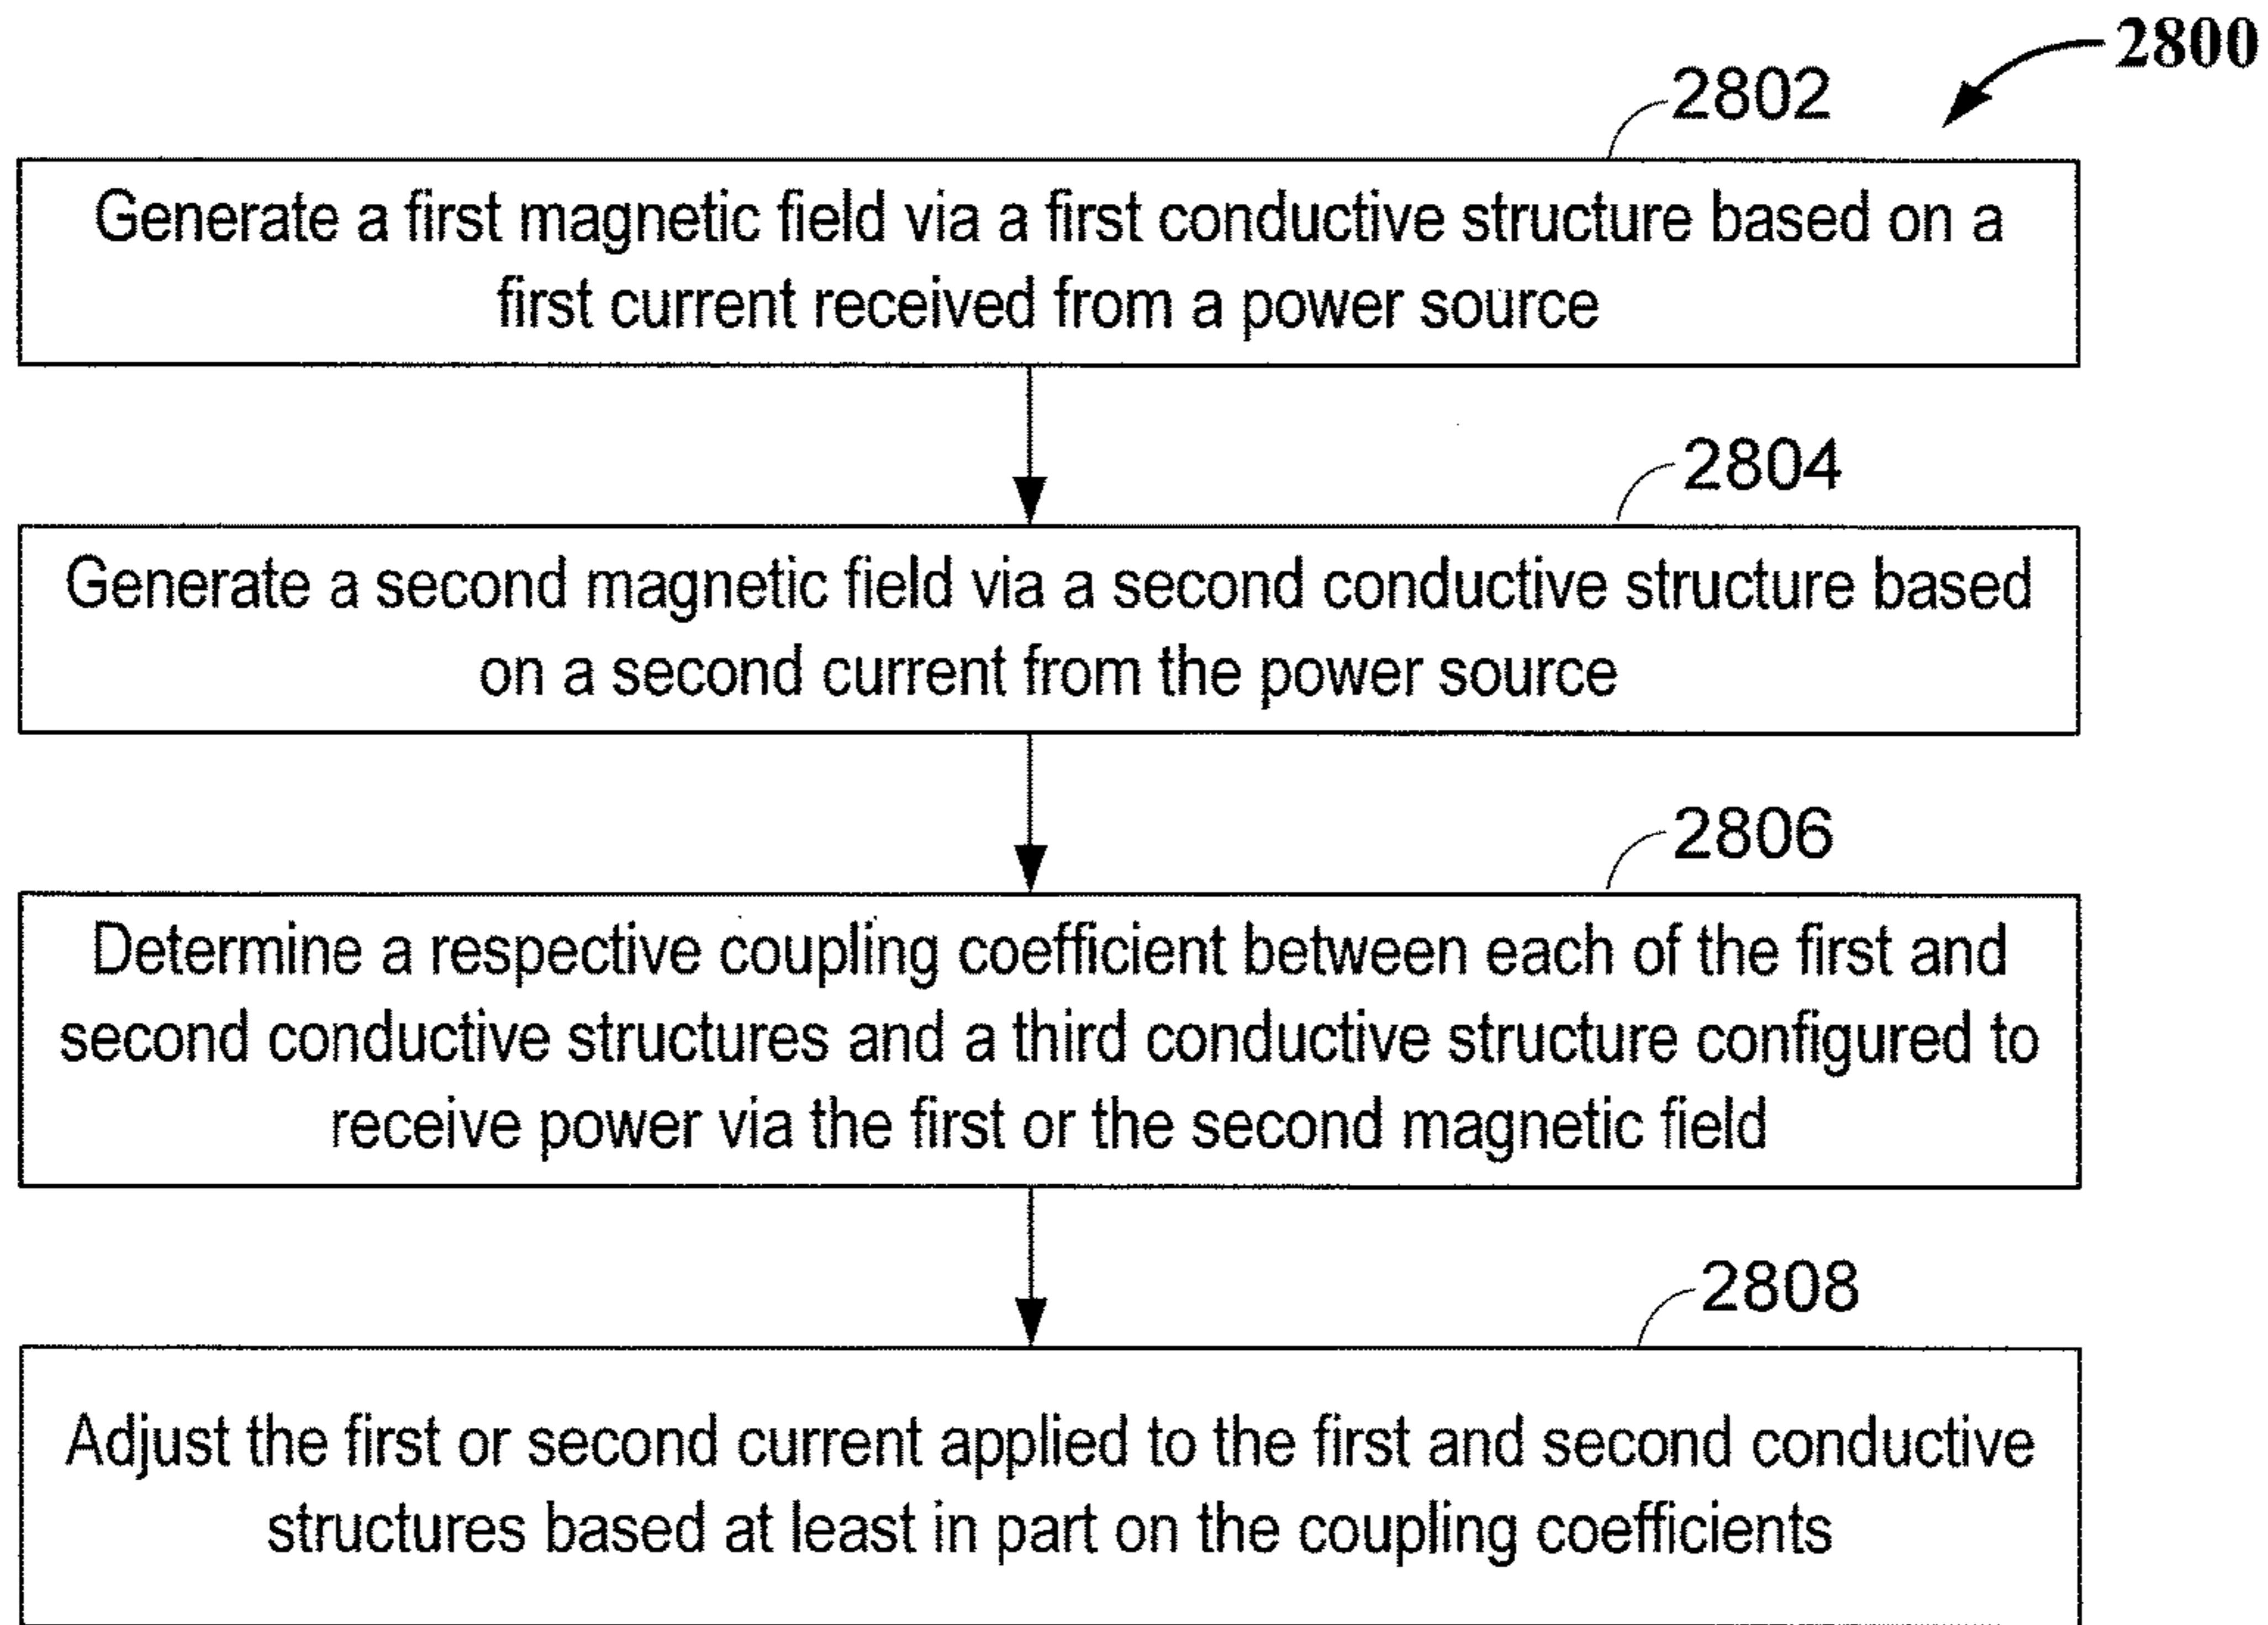 2800
2802
Generate a first magnetic field via a first conductive structure based on a
first current received from a power source
2804
Generate a second magnetic field via a second conductive structure based
on a second current from the power source
2806
Determine a respective coupling coefficient between each of the first and
second conductive structures and a third conductive structure configured to
receive power via the first or the second magnetic field
2808
Adjust the first or second current applied to the first and second conductive
structures based at least in part on the coupling coefficients